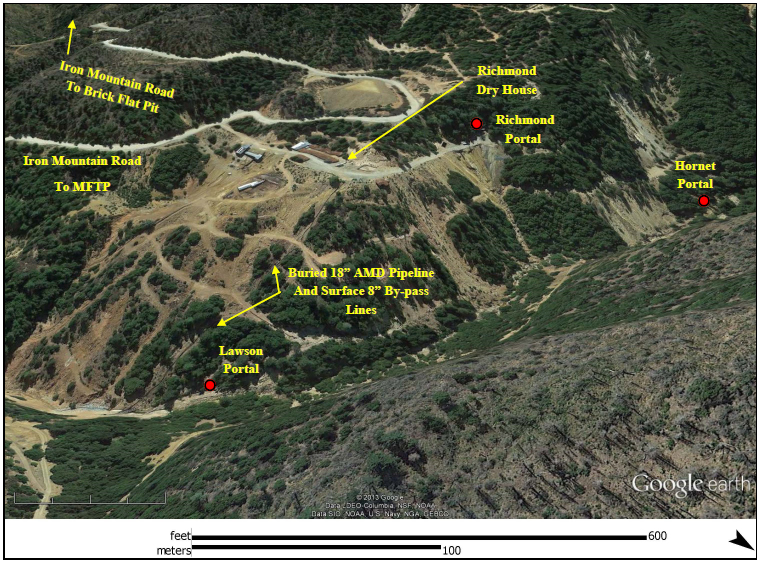 Iron Mountain Road
To Brick Flat Pit
Richmond
Dry House
Richmond
Portal
Iron Mountain Road
To MFTP
Hornet
Portal
Buried 18” AMD Pipeline
And Surface 8” By-pass
Lines
Lawson
Portal
Google earth
© 2013 Google
Data LDEO-Columbia, NSF, NOAA
Data SIO, NOAA, U.S. Navy, NGA, GEBCO
feet 600
meters 100